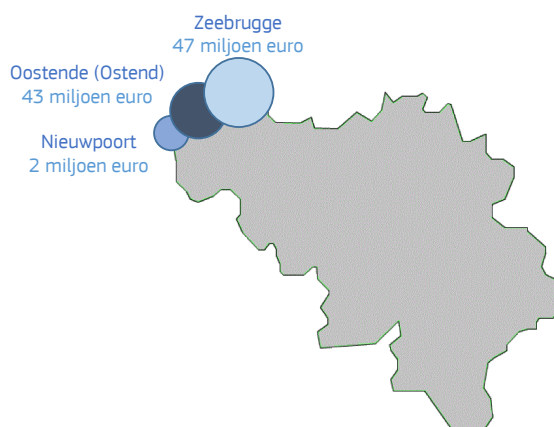 Zeebrugge
47 miljoen euro
Oostende (Ostend)
43 miljoen euro
Nieuwpoort
2 miljoen euro